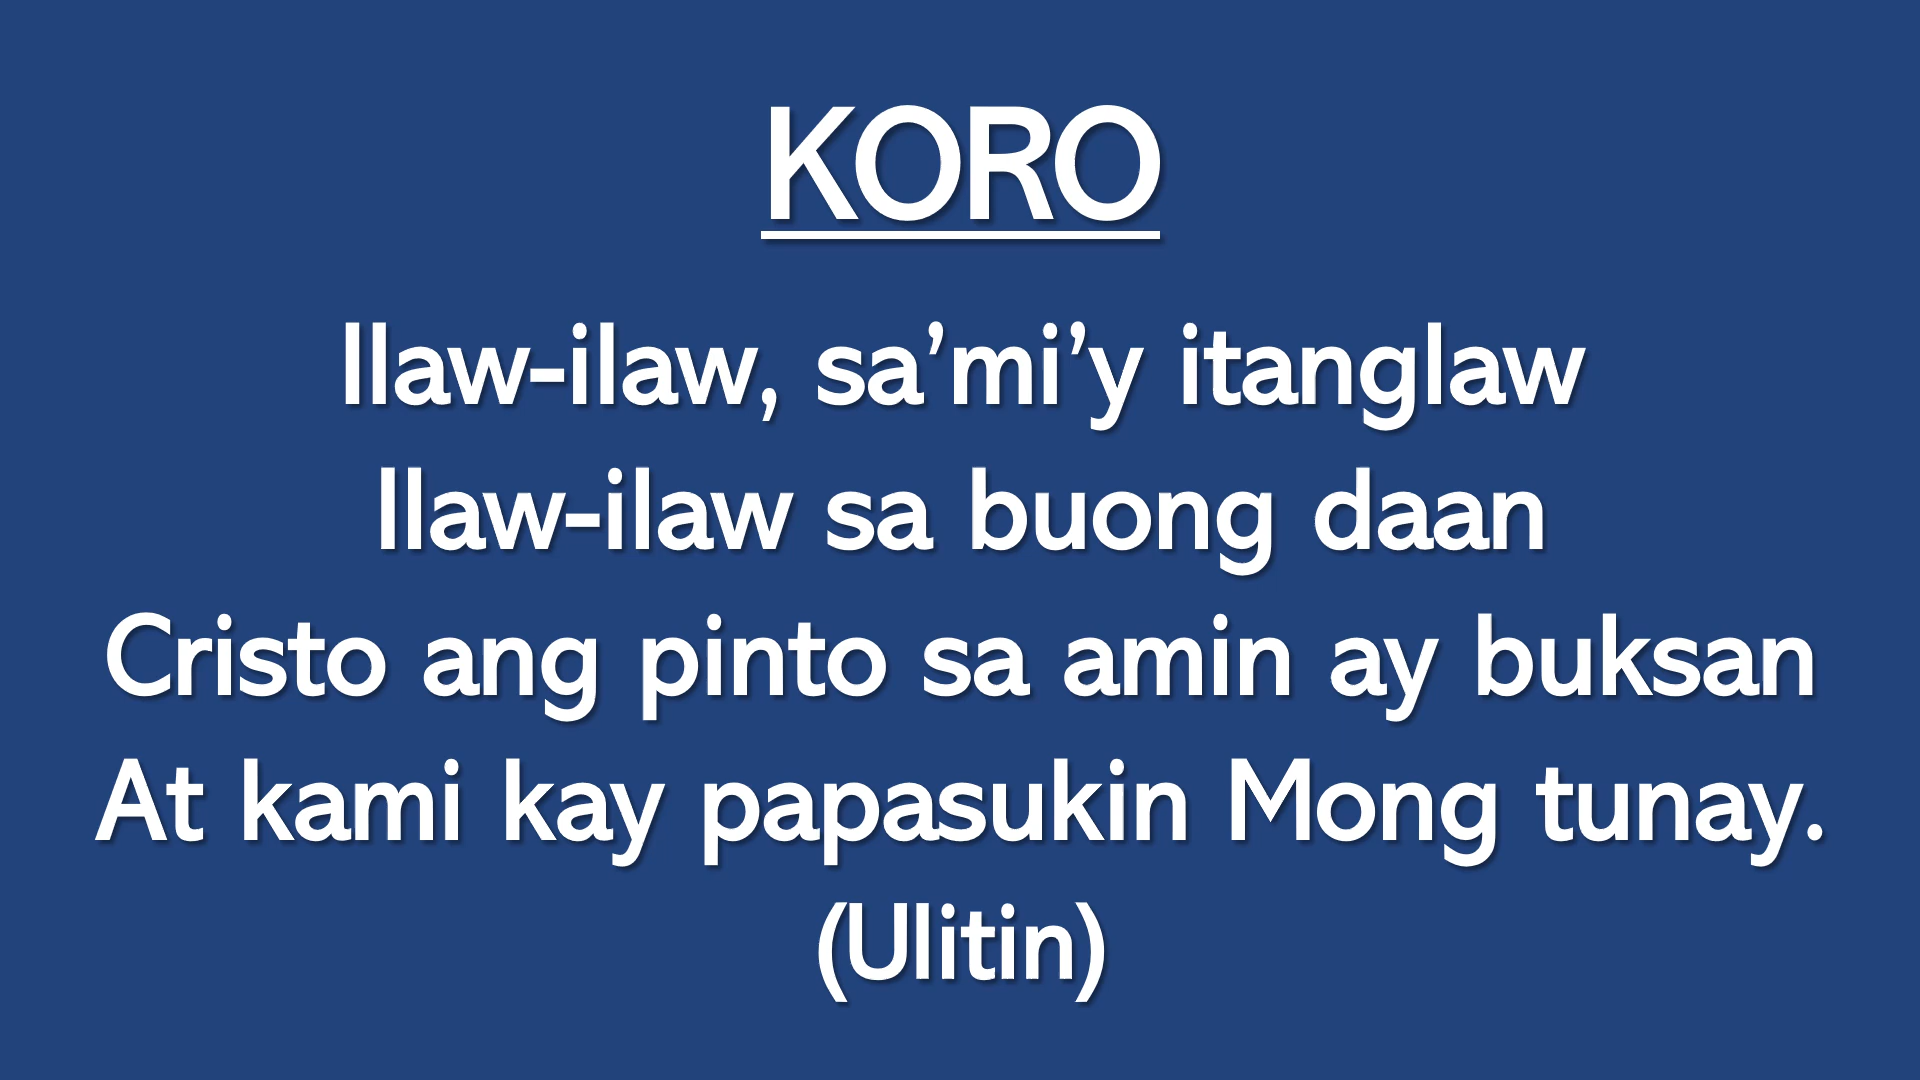 KORO
Ilaw-ilaw, sa’mi’y itanglaw
Ilaw-ilaw sa buong daan
Cristo ang pinto sa amin ay buksan
At kami kay papasukin Mong tunay.
(Ulitin)